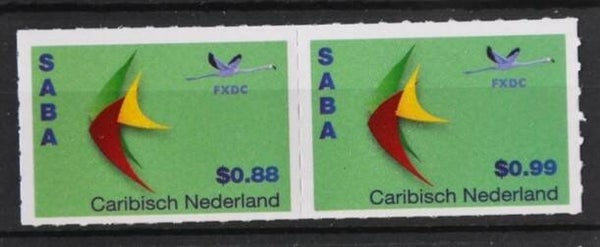 SABA
FXDC
$0.88
Caribisch Nederland
SABA
FXDC
$0.99
Caribisch Nederland